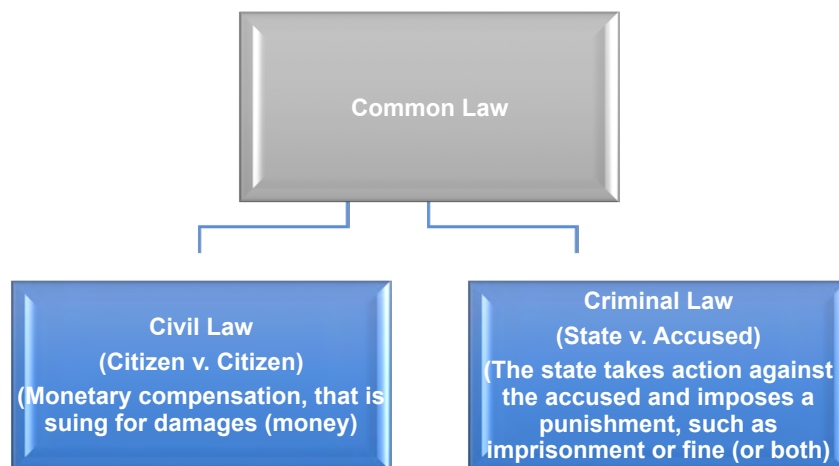 Common Law
Civil Law
(Citizen v. Citizen)
(Monetary compensation, that is
suing for damages (money)
Criminal Law
(State v. Accused)
(The state takes action against
the accused and imposes a
punishment, such as
imprisonment or fine (or both)